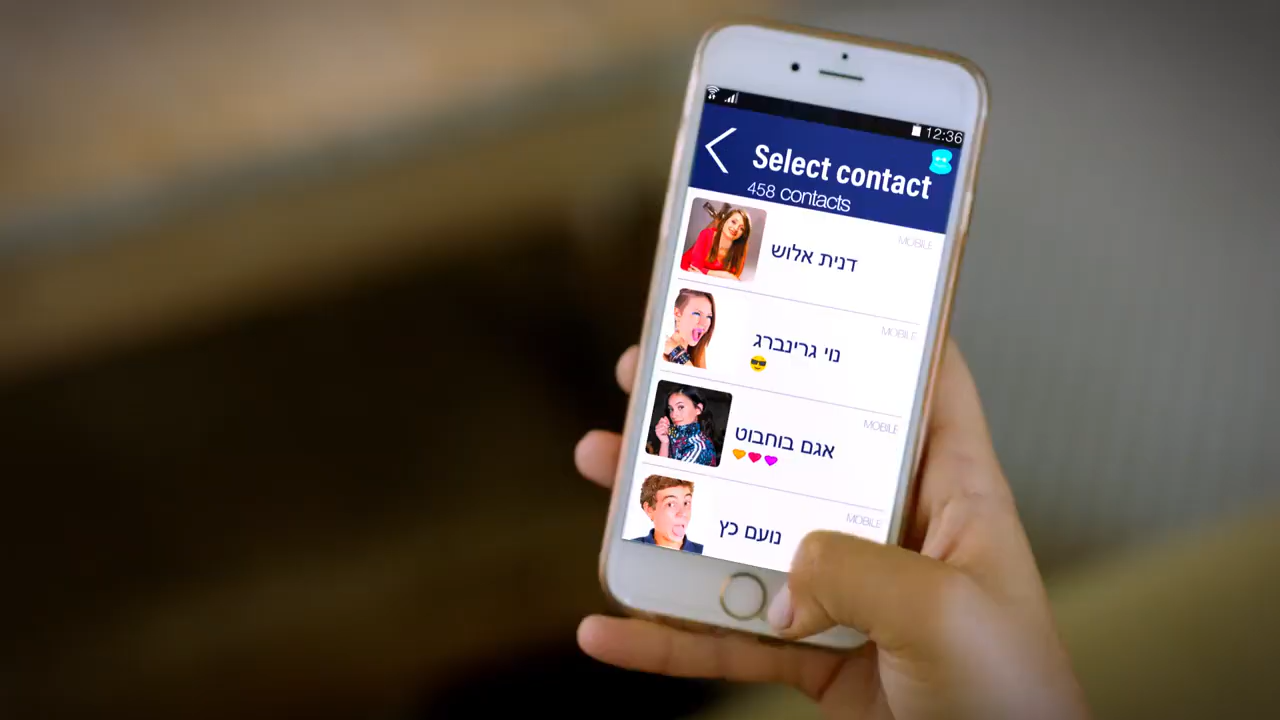 12:36
Select contact
458 contacts
MOBILE
דנית אלוש
MOBILE
נוי גרינברג
😎
MOBILE
אגם בוחבוט
🧡❤️💜
MOBILE
נועם כץ